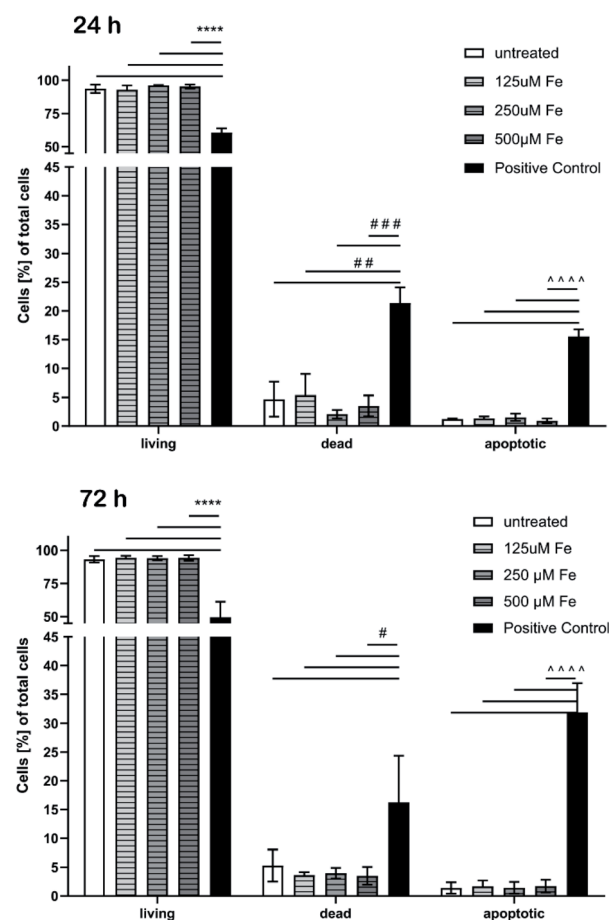 24 h
****
untreated
125uM Fe
250uM Fe
500µM Fe
Positive Control
Cells [%] of total cells
100
75
50
45
40
35
30
25
20
15
10
5
0
###
##
^^^^
living dead apoptotic
72 h
****
untreated
125uM Fe
250 µM Fe
500 µM Fe
Positive Control
Cells [%] of total cells
100
75
50
45
40
35
30
25
20
15
10
5
0
#
^^^^
living dead apoptotic